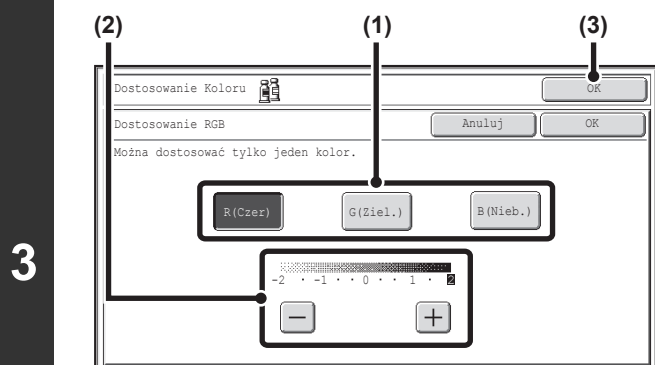 (2) (1) (3)
Dostosowanie Koloru OK
Dostosowanie RGB Anuluj OK
Można dostosować tylko jeden kolor.
R(Czer) G(Ziel.) B(Nieb.)
3
-2 · -1 · · 0 · · 1 · 2
− +